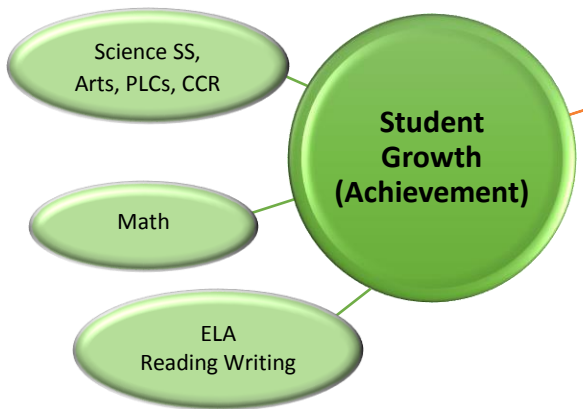 Science SS,
Arts, PLCs, CCR
Student
Growth
(Achievement)
Math
ELA
Reading Writing